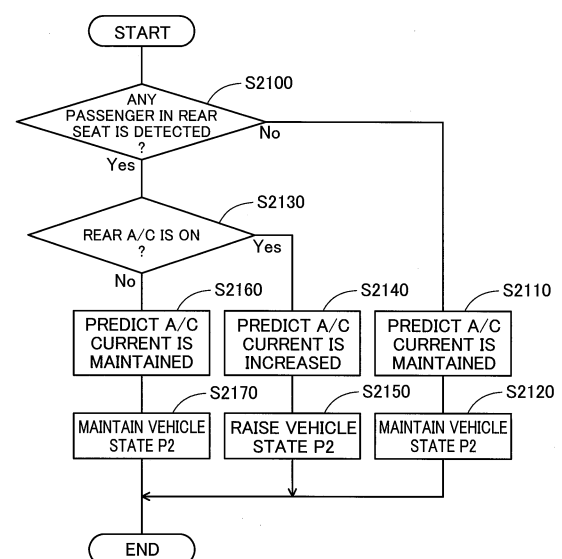 START
S2100
ANY
PASSENGER IN REAR
SEAT IS DETECTED
?
No
Yes
S2130
REAR A/C IS ON
?
Yes
No
S2160
PREDICT A/C
CURRENT IS
MAINTAINED
S2140
PREDICT A/C
CURRENT IS
INCREASED
S2110
PREDICT A/C
CURRENT IS
MAINTAINED
S2170
MAINTAIN VEHICLE
STATE P2
S2150
RAISE VEHICLE
STATE P2
S2120
MAINTAIN VEHICLE
STATE P2
END